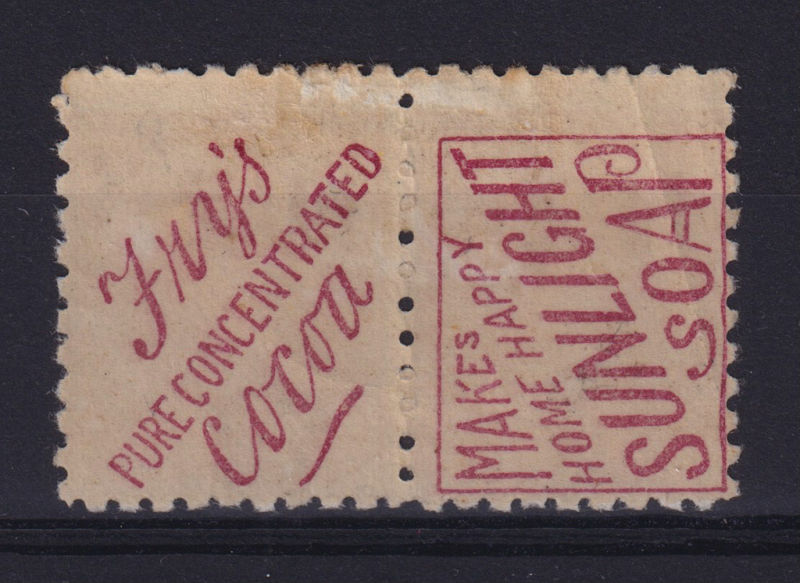 Fry's
PURE CONCENTRATED
Cocoa
MAKES
HOME HAPPY
SUNLIGHT
SOAP